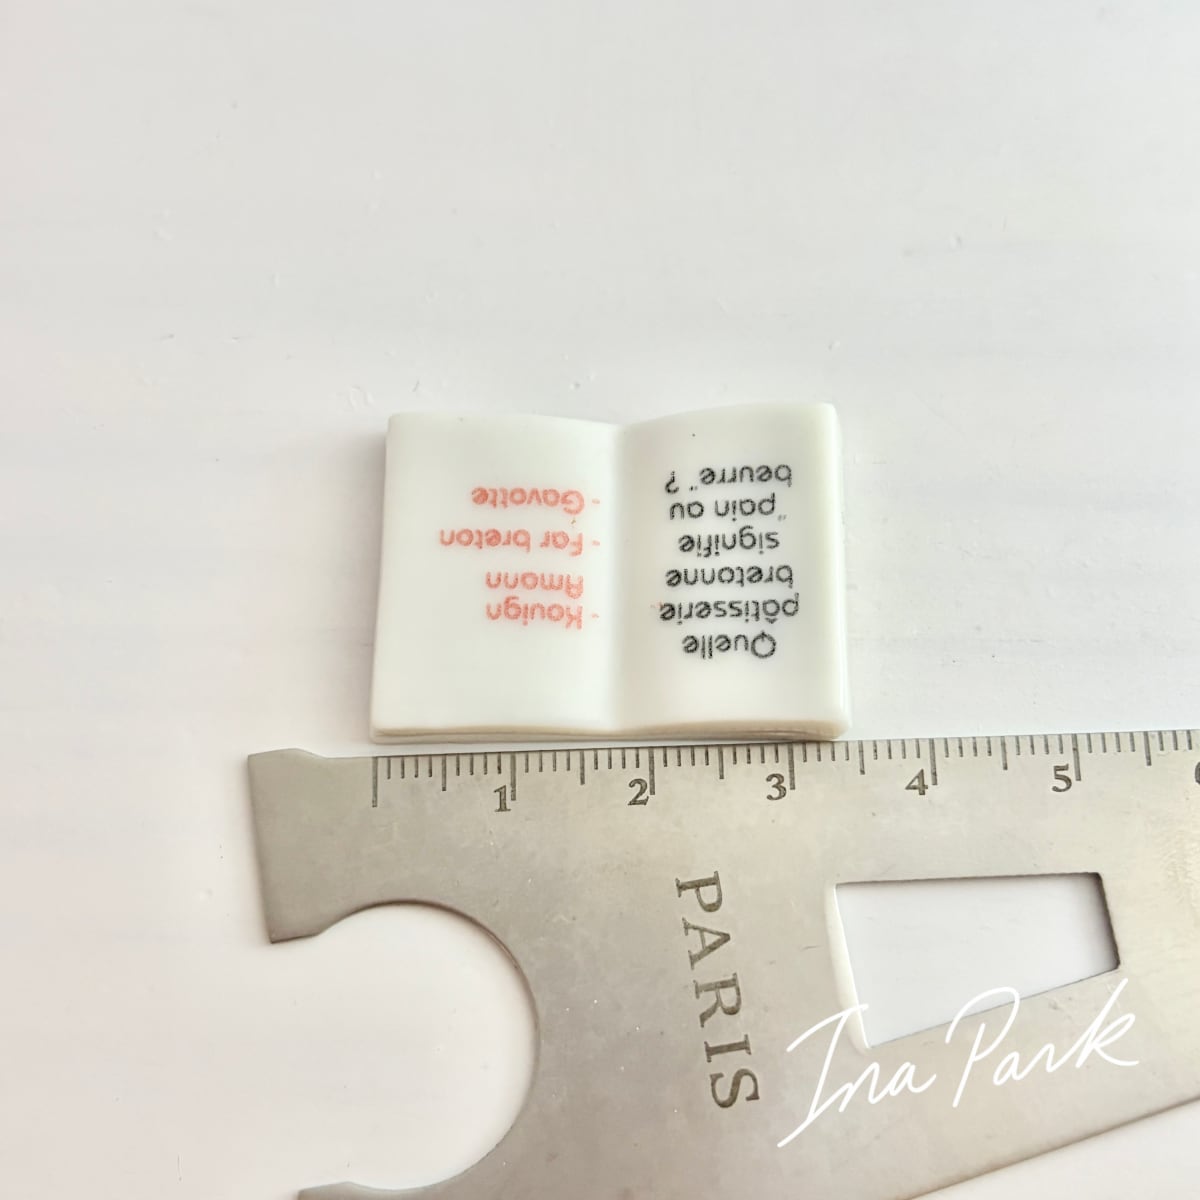 Quelle
pâtisserie
bretonne
signifie
"pain au
beurre" ?
- Kouign
Amann
- Far breton
- Gavotte
1 2 3 4 5
PARIS
Ina Park